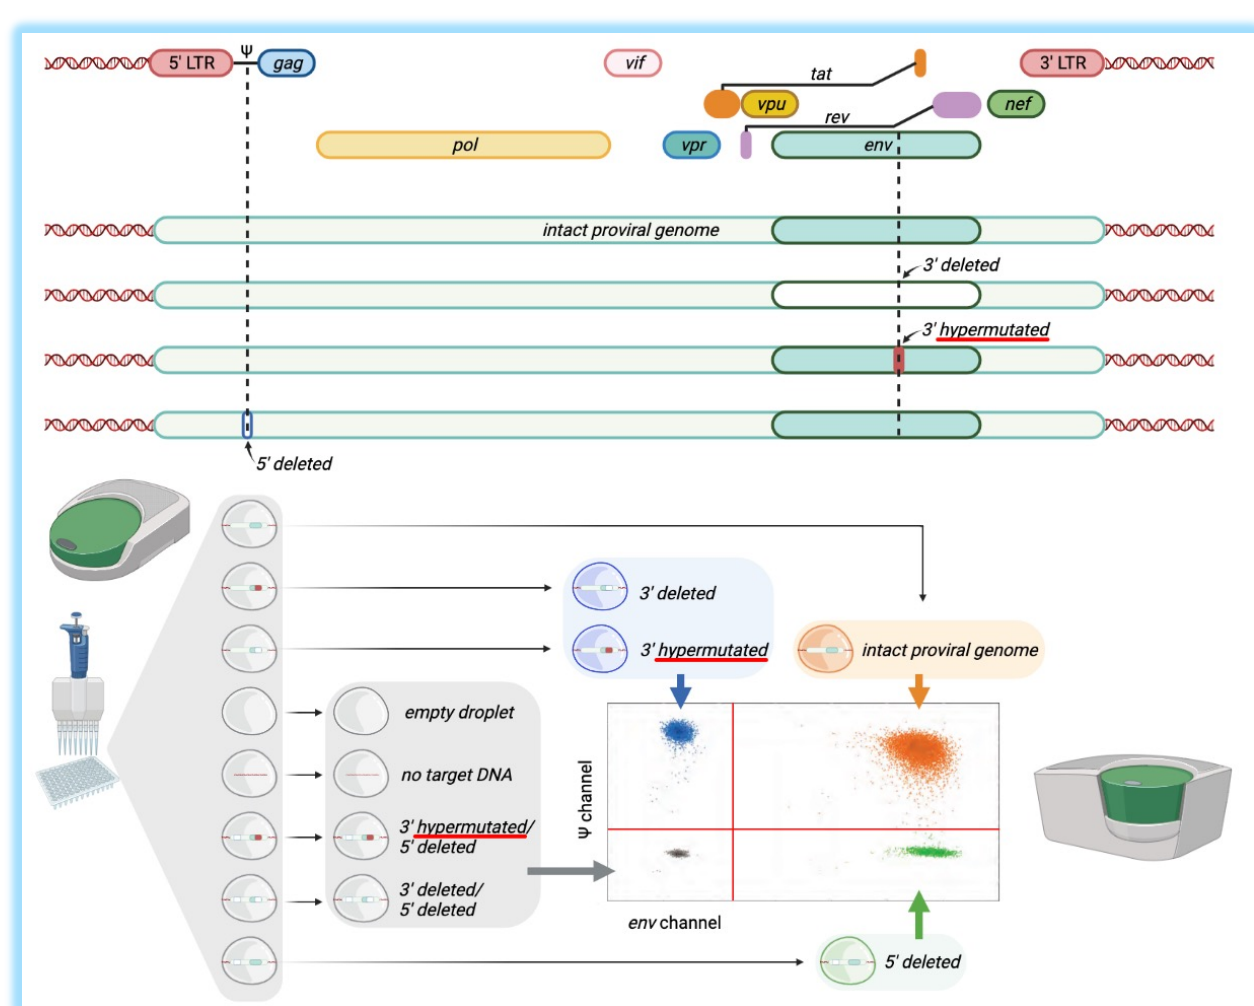 Ψ
5' LTR
gag
vif
tat
3' LTR
vpu
nef
rev
pol
vpr
env
intact proviral genome
3' deleted
3' hypermutated
5' deleted
3' deleted
3' hypermutated
intact proviral genome
empty droplet
no target DNA
3' hypermutated/
5' deleted
3' deleted/
5' deleted
Ψ channel
env channel
5' deleted